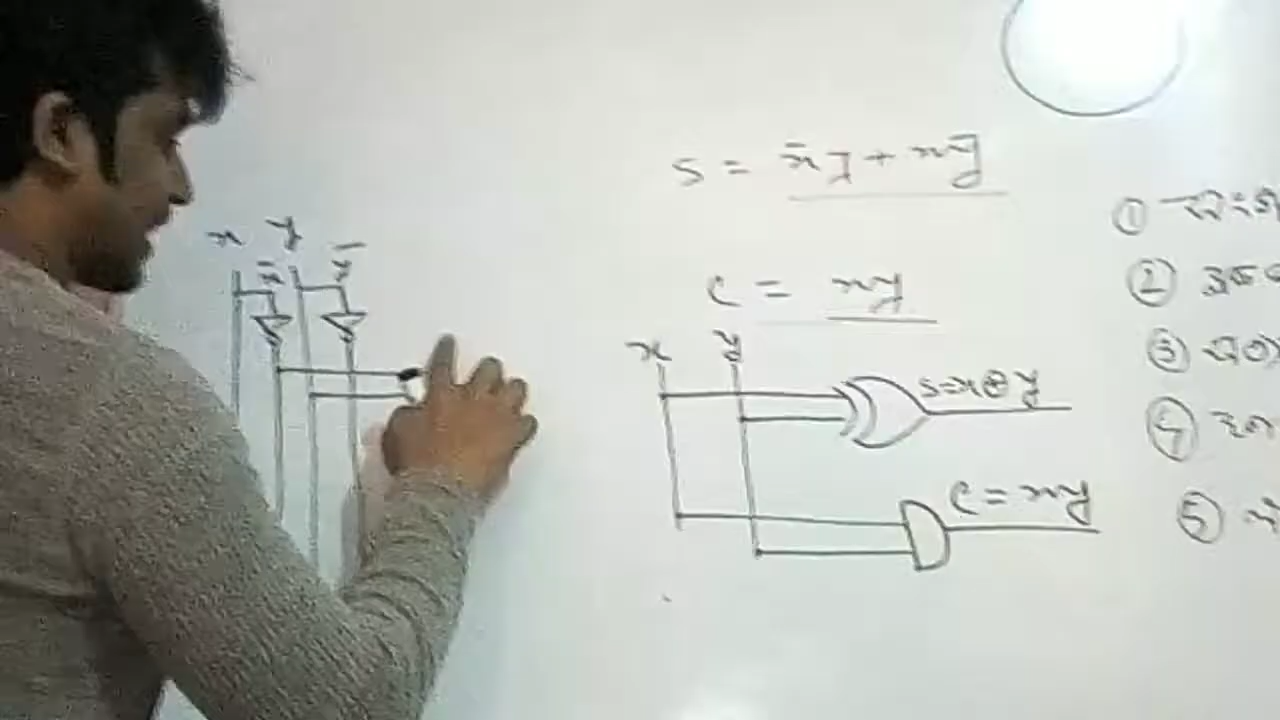 S = x̄y + xȳ
C = xy
x x̄ y ȳ
x y
S=x⊕y
C=xy
①
②
③
④
⑤